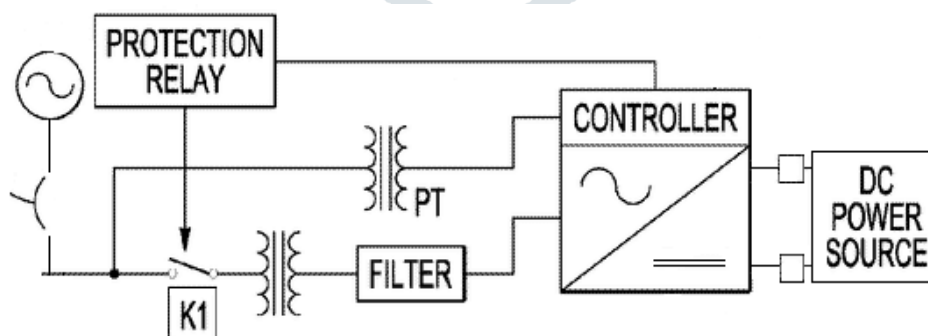 PROTECTION
RELAY
CONTROLLER
PT
DC
POWER
SOURCE
FILTER
K1